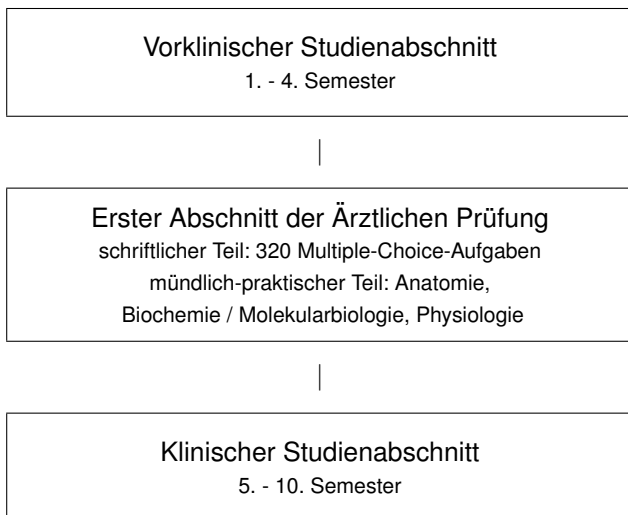 Vorklinischer Studienabschnitt
1. - 4. Semester
Erster Abschnitt der Ärztlichen Prüfung
schriftlicher Teil: 320 Multiple-Choice-Aufgaben
mündlich-praktischer Teil: Anatomie,
Biochemie / Molekularbiologie, Physiologie
Klinischer Studienabschnitt
5. - 10. Semester